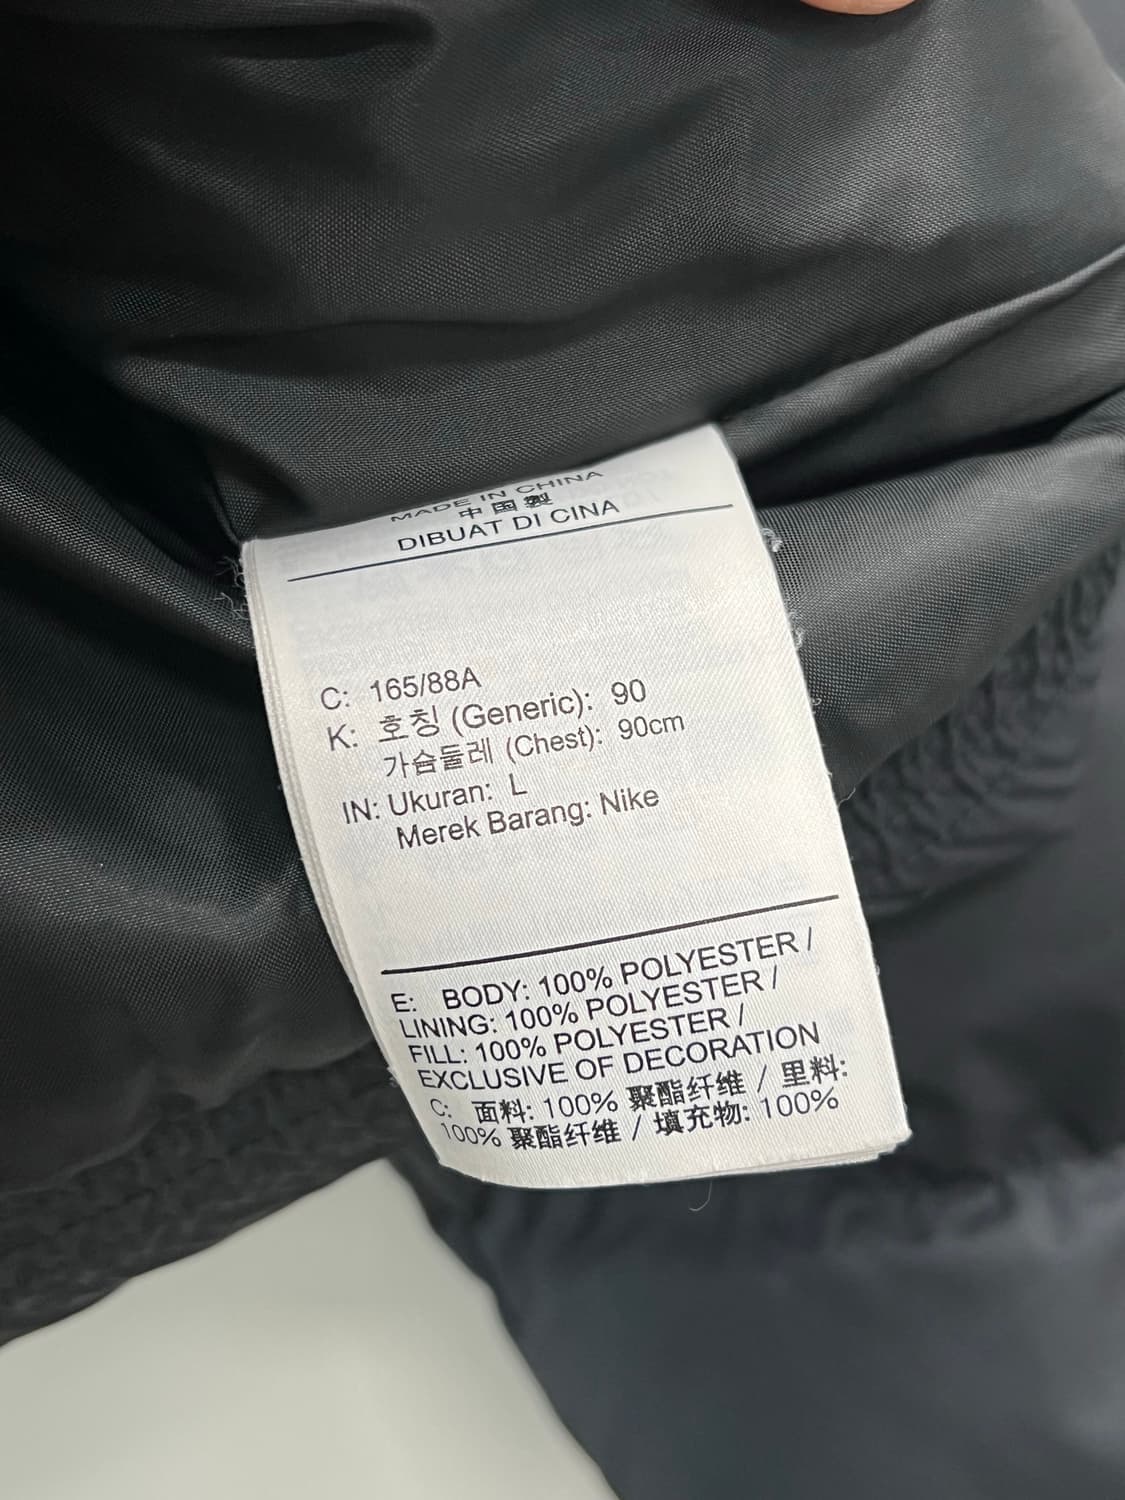 MADE IN CHINA
中国製
DIBUAT DI CINA
C: 165/88A
K: 호칭 (Generic): 90
가슴둘레 (Chest): 90cm
IN: Ukuran: L
Merek Barang: Nike
E: BODY: 100% POLYESTER /
LINING: 100% POLYESTER /
FILL: 100% POLYESTER /
EXCLUSIVE OF DECORATION
C: 面料: 100% 聚酯纤维 / 里料:
100% 聚酯纤维 / 填充物: 100%